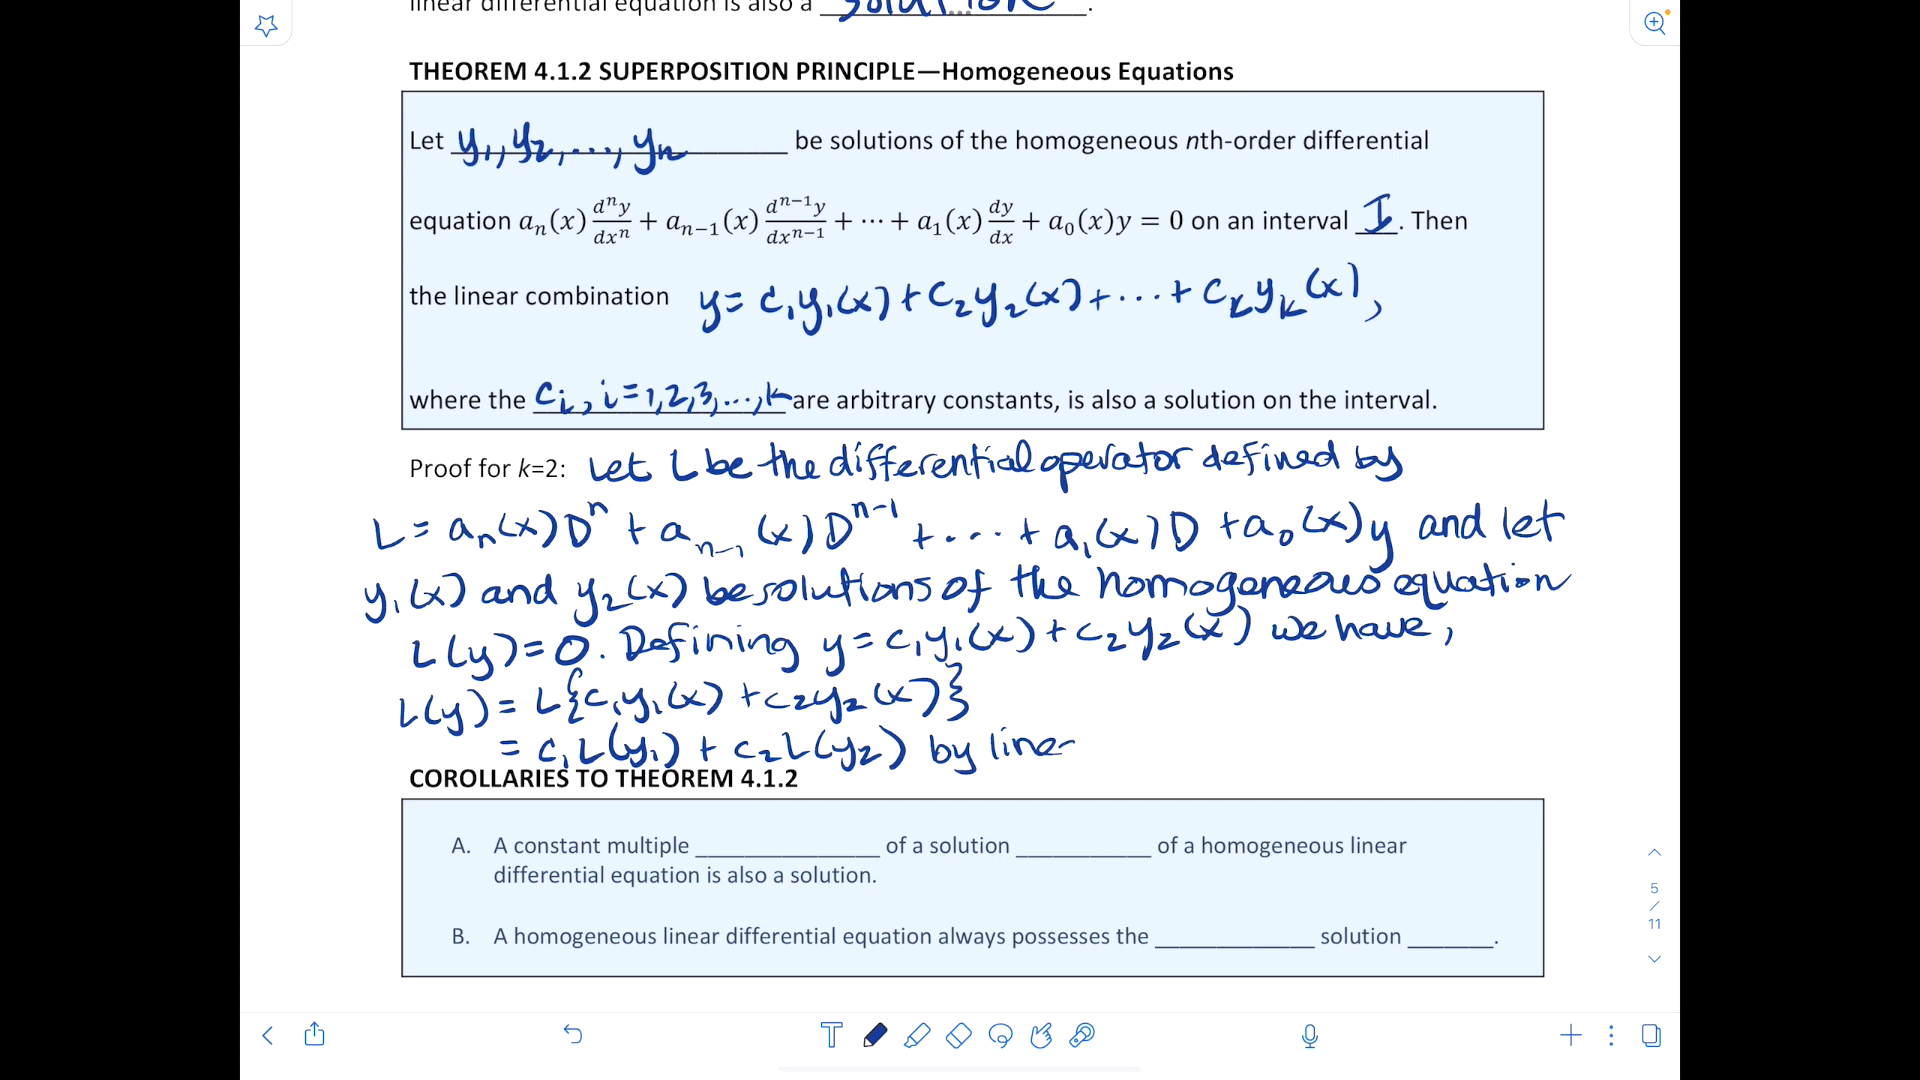 linear differential equation is also a solution.
THEOREM 4.1.2 SUPERPOSITION PRINCIPLE—Homogeneous Equations
Let y₁, y₂, ..., yₙ be solutions of the homogeneous nth-order differential
equation aₙ(x) dⁿy/dxⁿ + aₙ₋₁(x) dⁿ⁻¹y/dxⁿ⁻¹ + ⋯ + a₁(x) dy/dx + a₀(x)y = 0 on an interval I. Then
the linear combination y = c₁y₁(x) + c₂y₂(x) + ... + cₖyₖ(x),
where the cᵢ, i=1,2,3,...,k are arbitrary constants, is also a solution on the interval.
Proof for k=2: Let L be the differential operator defined by
L = aₙ(x)Dⁿ + aₙ₋₁(x)Dⁿ⁻¹ + ... + a₁(x)D + a₀(x)y and let
y₁(x) and y₂(x) be solutions of the homogeneous equation
L(y) = 0. Defining y = c₁y₁(x) + c₂y₂(x) we have,
L(y) = L{c₁y₁(x) + c₂y₂(x)}
= c₁L(y₁) + c₂L(y₂) by linea
COROLLARIES TO THEOREM 4.1.2
A. A constant multiple _______________ of a solution ___________ of a homogeneous linear
differential equation is also a solution.
B. A homogeneous linear differential equation always possesses the _____________ solution _______.
5
/
11